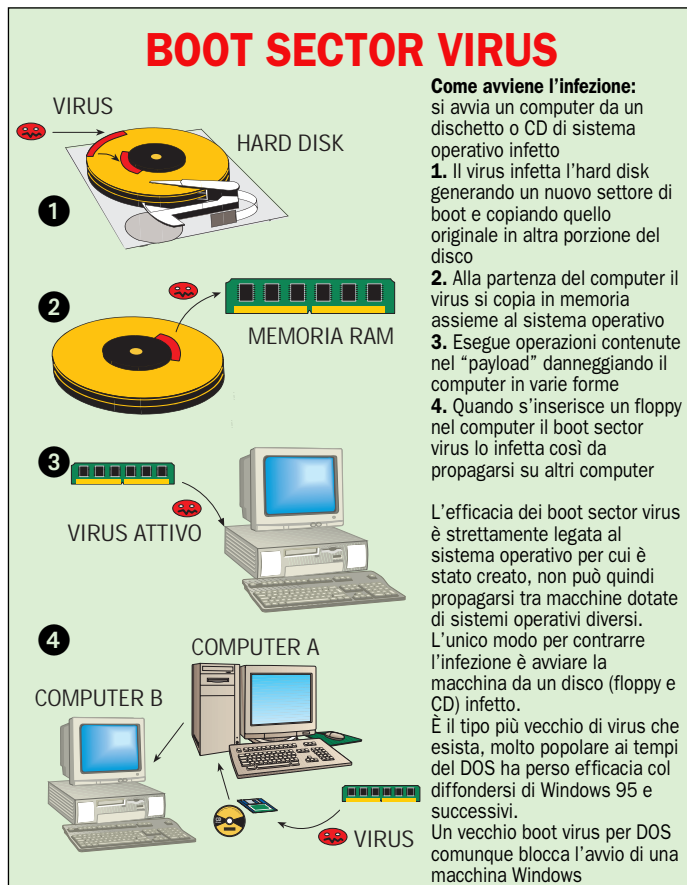 BOOT SECTOR VIRUS
VIRUS
HARD DISK
1
2
MEMORIA RAM
3
VIRUS ATTIVO
4
COMPUTER A
COMPUTER B
VIRUS
Come avviene l’infezione:
si avvia un computer da un
dischetto o CD di sistema
operativo infetto
1. Il virus infetta l’hard disk
generando un nuovo settore di
boot e copiando quello
originale in altra porzione del
disco
2. Alla partenza del computer il
virus si copia in memoria
assieme al sistema operativo
3. Esegue operazioni contenute
nel “payload” danneggiando il
computer in varie forme
4. Quando s’inserisce un floppy
nel computer il boot sector
virus lo infetta così da
propagarsi su altri computer
L’efficacia dei boot sector virus
è strettamente legata al
sistema operativo per cui è
stato creato, non può quindi
propagarsi tra macchine dotate
di sistemi operativi diversi.
L’unico modo per contrarre
l’infezione è avviare la
macchina da un disco (floppy e
CD) infetto.
È il tipo più vecchio di virus che
esista, molto popolare ai tempi
del DOS ha perso efficacia col
diffondersi di Windows 95 e
successivi.
Un vecchio boot virus per DOS
comunque blocca l’avvio di una
macchina Windows